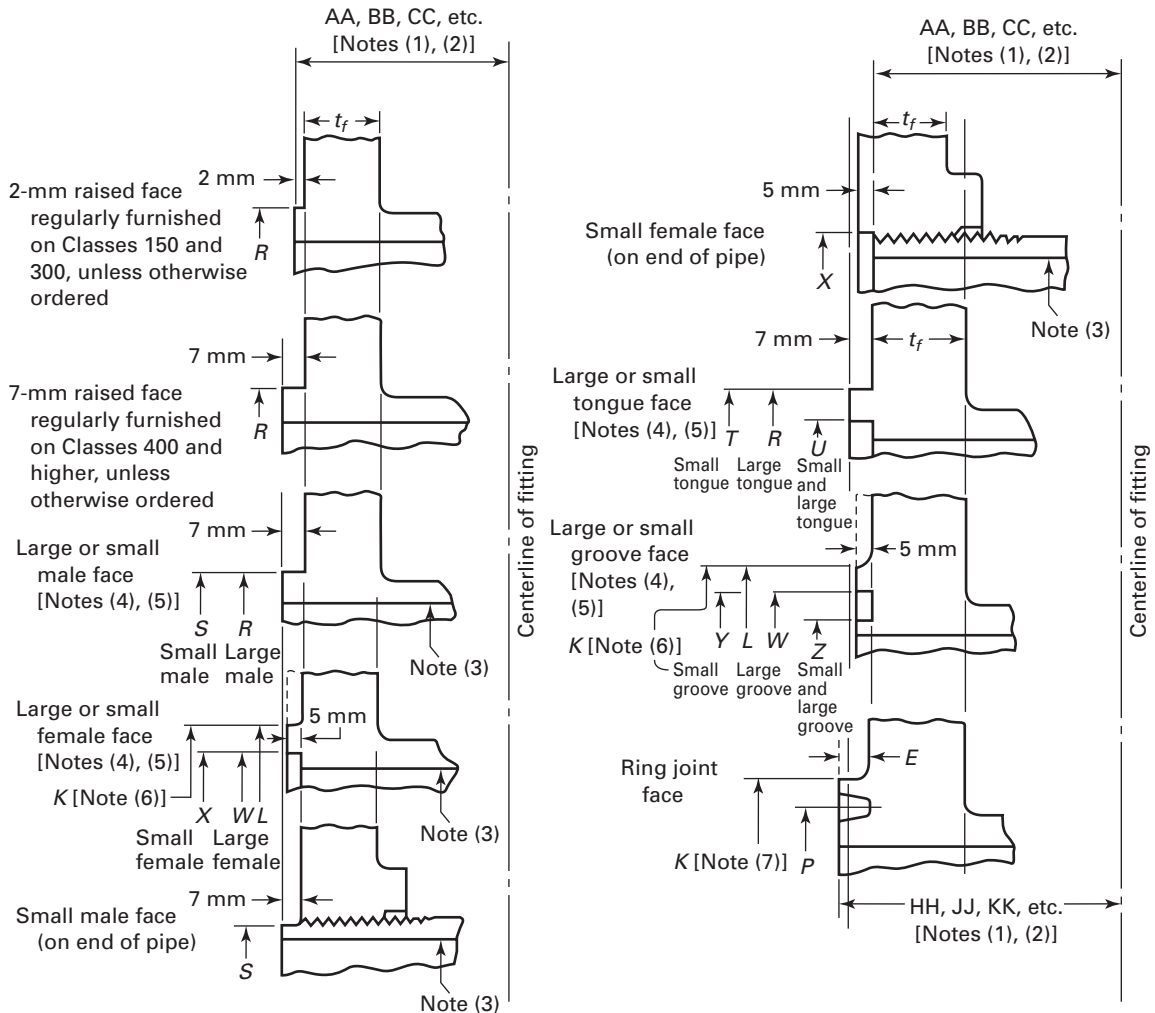 AA, BB, CC, etc.
[Notes (1), (2)]
t_f
2 mm
2-mm raised face
regularly furnished
on Classes 150 and
300, unless otherwise
ordered
R
7 mm
7-mm raised face
regularly furnished
on Classes 400 and
higher, unless
otherwise ordered
R
7 mm
Large or small
male face
[Notes (4), (5)]
S R
Small Large
male male
Note (3)
Large or small
female face
[Notes (4), (5)]
5 mm
K [Note (6)]
X W L
Small Large
female female
Note (3)
7 mm
Small male face
(on end of pipe)
S
Note (3)
Centerline of fitting
AA, BB, CC, etc.
[Notes (1), (2)]
t_f
5 mm
Small female face
(on end of pipe)
X
Note (3)
7 mm
t_f
Large or small
tongue face
[Notes (4), (5)]
T R U
Small Large Small
tongue tongue and
large
tongue
Large or small
groove face
[Notes (4),
(5)]
5 mm
K [Note (6)]
Y L W Z
Small Large Small
groove groove and
large
groove
Ring joint
face
E
K [Note (7)]
P
HH, JJ, KK, etc.
[Notes (1), (2)]
Centerline of fitting